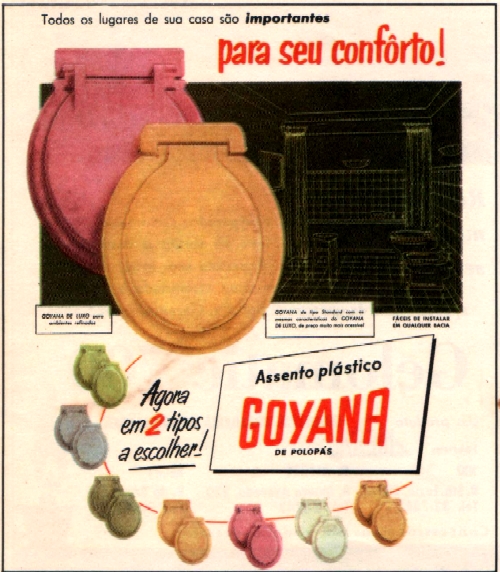 Todos os lugares de sua casa são importantes
para seu confôrto!
GOYANA DE LUXO para
ambientes refinados
GOYANA de tipo Standard com as
mesmas características do GOYANA
DE LUXO, de preço muito mais acessível
FÁCEIS DE INSTALAR
EM QUALQUER BACIA
Agora
em 2 tipos
a escolher!
Assento plástico
GOYANA
DE POLOPÁS